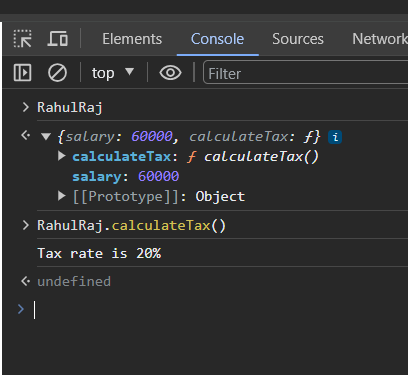 Elements Console Sources Network
top ▼ Filter
> RahulRaj
<· ▼ {salary: 60000, calculateTax: ƒ} i
▶ calculateTax: ƒ calculateTax()
salary: 60000
▶ [[Prototype]]: Object
> RahulRaj.calculateTax()
Tax rate is 20%
<· undefined
>